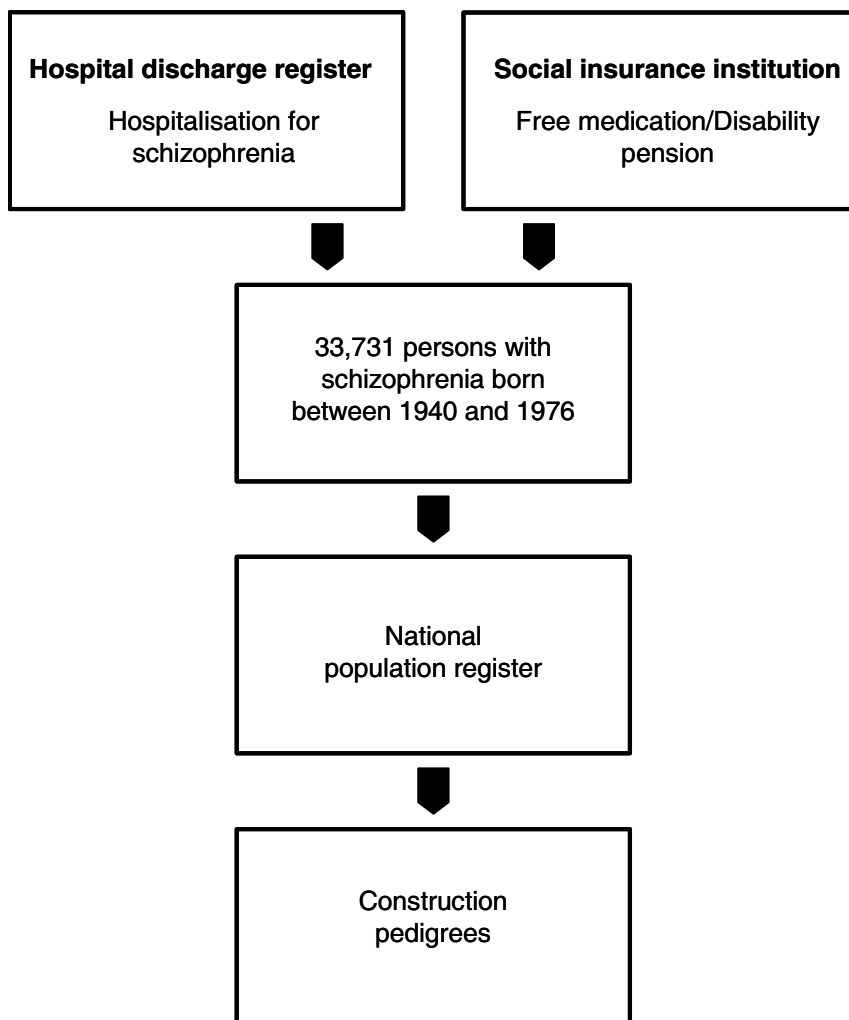 Hospital discharge register
Hospitalisation for
schizophrenia
Social insurance institution
Free medication/Disability
pension
33,731 persons with
schizophrenia born
between 1940 and 1976
National
population register
Construction
pedigrees